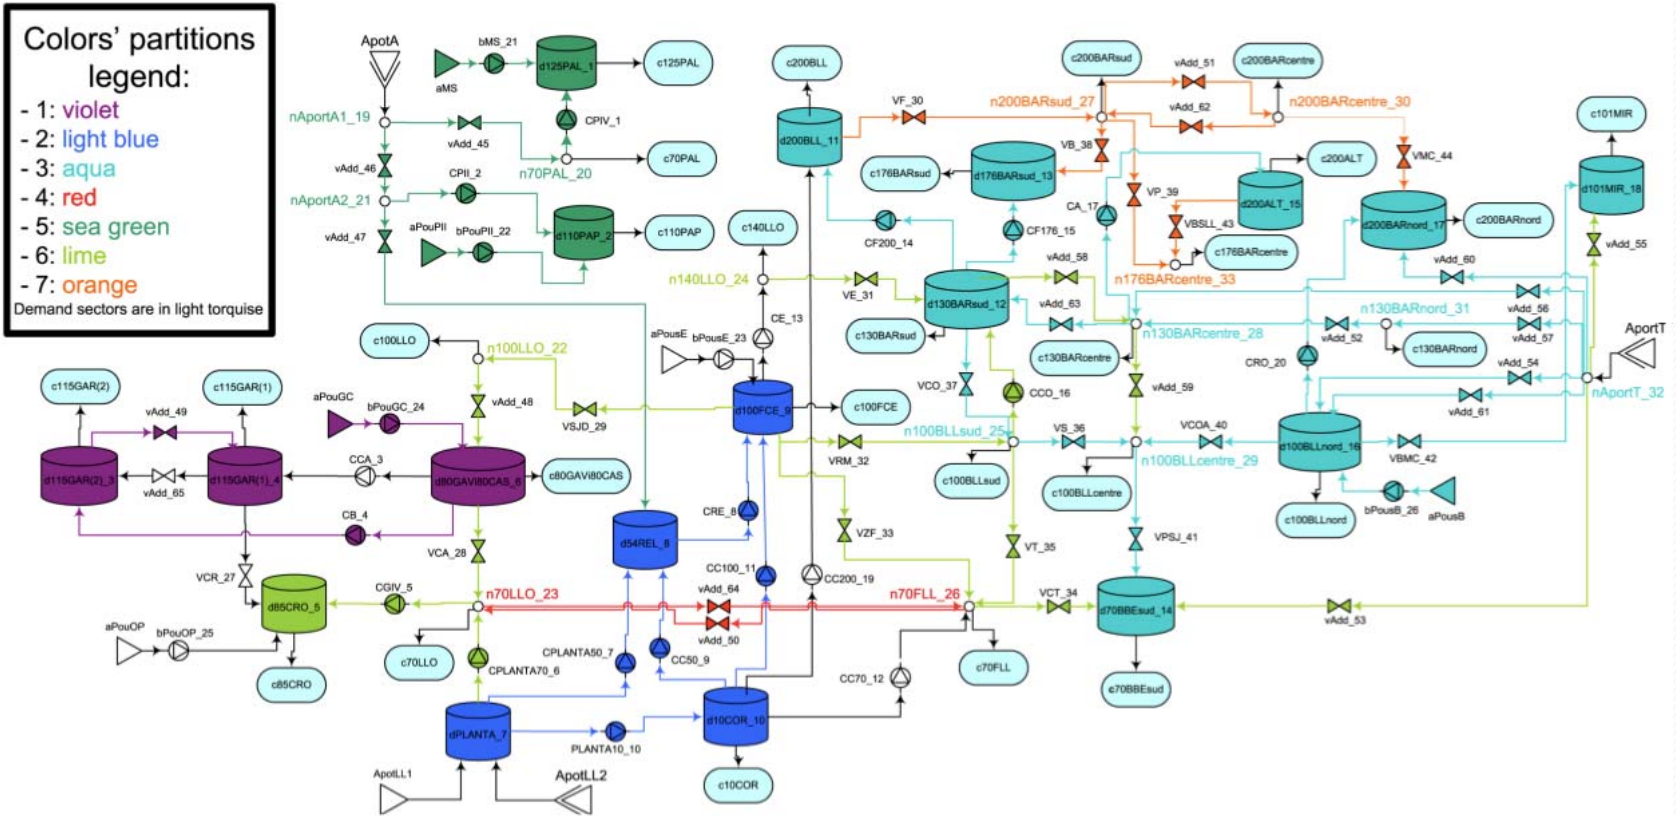 Colors' partitions
legend:
- 1: violet
- 2: light blue
- 3: aqua
- 4: red
- 5: sea green
- 6: lime
- 7: orange
Demand sectors are in light torquise
ApotA
bMS_21
aMS
d125PAL_1
c125PAL
nAportA1_19
vAdd_45
CPIV_1
n70PAL_20
c70PAL
vAdd_46
CPII_2
nAportA2_21
vAdd_47
aPouPII
bPouPII_22
d110PAP_2
c110PAP
c200BLL
VF_30
d200BLL_11
c200BARsud
n200BARsud_27
vAdd_51
vAdd_62
c200BARcentre
n200BARcentre_30
VB_38
VMC_44
c101MIR
d101MIR_18
c176BARsud
d176BARsud_13
CF200_14
CF176_15
CA_17
VP_39
c200ALT
d200ALT_15
VBSLL_43
c176BARcentre
n176BARcentre_33
d200BARnord_17
c200BARnord
vAdd_55
c140LLO
n140LLO_24
VE_31
CE_13
d130BARsud_12
c130BARsud
vAdd_58
vAdd_63
n130BARcentre_28
c130BARcentre
vAdd_60
vAdd_56
n130BARnord_31
vAdd_57
vAdd_52
c130BARnord
AportT
nAportT_32
CRO_20
vAdd_54
vAdd_61
aPousE
bPousE_23
c100LLO
n100LLO_22
vAdd_48
VSJD_29
d100FCE_9
c100FCE
VCO_37
CCO_16
vAdd_59
n100BLLsud_25
VRM_32
c100BLLsud
VS_36
VCOA_40
n100BLLcentre_29
c100BLLcentre
d100BLLnord_16
VBMC_42
c100BLLnord
bPousB_26
aPousB
c115GAR(2)
c115GAR(1)
aPouGC
bPouGC_24
vAdd_49
d115GAR(2)_3
vAdd_65
d115GAR(1)_4
CCA_3
d80GAVi80CAS_6
c80GAVi80CAS
CB_4
VCA_28
VCR_27
d85CRO_5
CGIV_5
aPouOP
bPouOP_25
c85CRO
n70LLO_23
c70LLO
CPLANTA70_6
CRE_8
d54REL_8
CC100_11
CPLANTA50_7
CC50_9
vAdd_64
vAdd_50
CC200_19
VZF_33
n70FLL_26
c70FLL
VT_35
VCT_34
VPSJ_41
d70BBEsud_14
vAdd_53
c70BBEsud
CC70_12
dPLANTA_7
PLANTA10_10
d10COR_10
c10COR
ApotLL1
ApotLL2